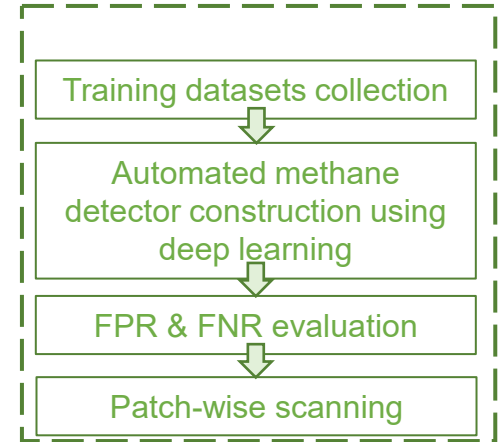 Training datasets collection
Automated methane
detector construction using
deep learning
FPR & FNR evaluation
Patch-wise scanning